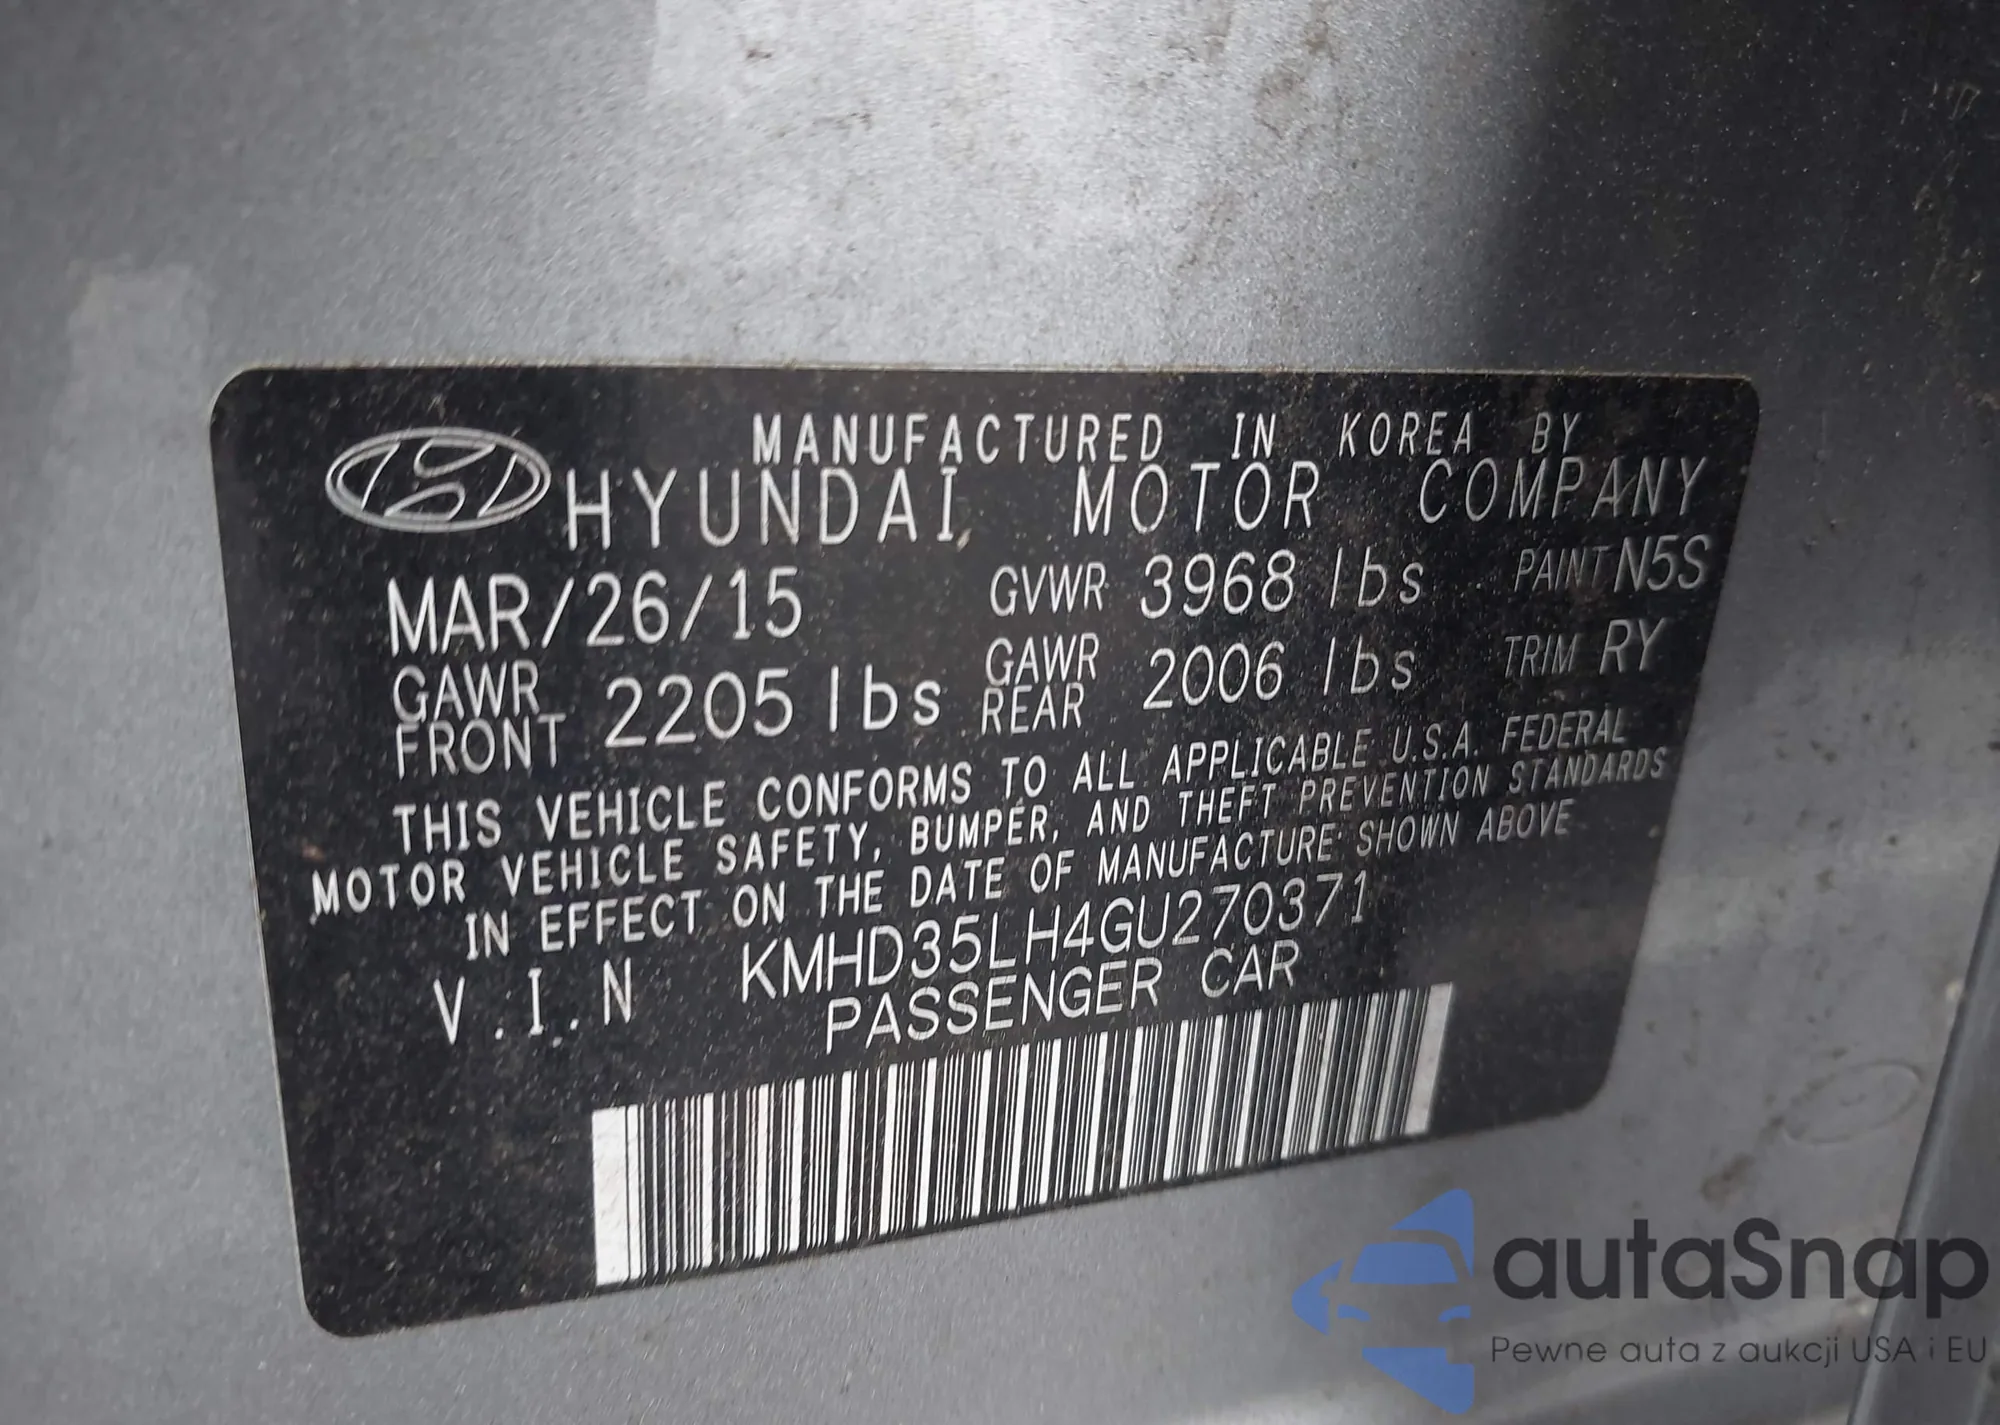 MANUFACTURED IN KOREA BY
HYUNDAI MOTOR COMPANY
MAR/26/15 GVWR 3968 lbs PAINT N5S
GAWR FRONT 2205 lbs GAWR REAR 2006 lbs TRIM RY
THIS VEHICLE CONFORMS TO ALL APPLICABLE U.S.A. FEDERAL
MOTOR VEHICLE SAFETY, BUMPER, AND THEFT PREVENTION STANDARDS
IN EFFECT ON THE DATE OF MANUFACTURE SHOWN ABOVE
V.I.N KMHD35LH4GU270371
PASSENGER CAR
autaSnap
Pewne auta z aukcji USA i EU